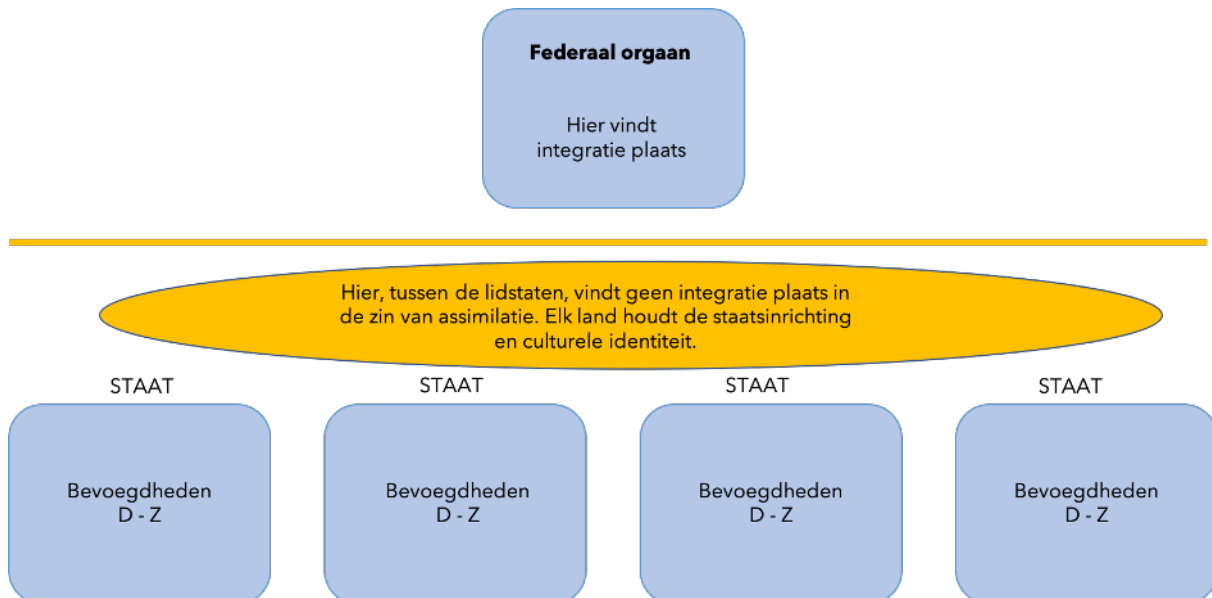 Federaal orgaan
Hier vindt
integratie plaats
Hier, tussen de lidstaten, vindt geen integratie plaats in
de zin van assimilatie. Elk land houdt de staatsinrichting
en culturele identiteit.
STAAT
STAAT
STAAT
STAAT
Bevoegdheden
D - Z
Bevoegdheden
D - Z
Bevoegdheden
D - Z
Bevoegdheden
D - Z